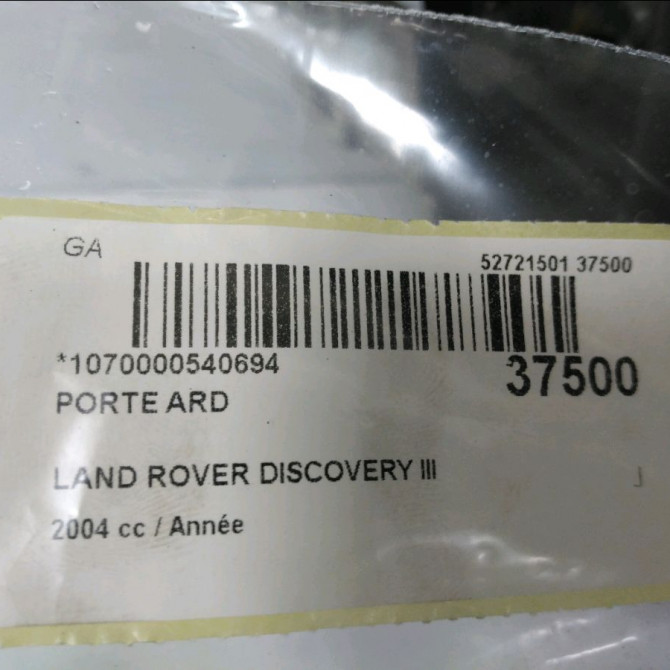 GA
52721501 37500
*1070000540694
37500
PORTE ARD
LAND ROVER DISCOVERY III
2004 cc / Année